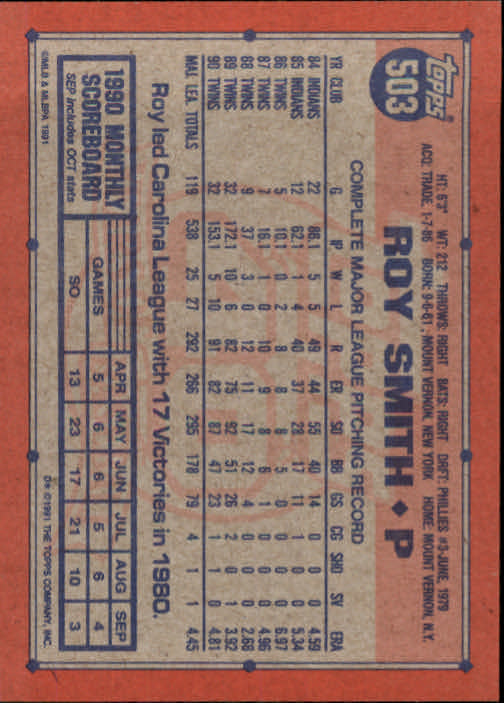 topps
503
HT: 6'3" WT: 212 THROWS: RIGHT BATS: RIGHT DRFT: PHILLIES #3-JUNE, 1979
ACQ: TRADE, 1-7-86 BORN: 9-6-61, MOUNT VERNON, NEW YORK HOME: MOUNT VERNON, N.Y.
ROY SMITH ♦ P
COMPLETE MAJOR LEAGUE PITCHING RECORD
YR CLUB G IP W L R ER SO BB GS CG SHO SV ERA
84 INDIANS 22 86.1 5 5 49 44 55 40 14 0 0 0 4.59
85 INDIANS 12 62.1 1 4 40 37 28 17 11 1 0 0 5.34
86 TWINS 5 10.1 0 2 8 8 8 5 0 0 0 0 6.97
87 TWINS 7 16.1 1 0 10 9 8 6 1 0 0 0 4.96
88 TWINS 9 37 3 0 12 11 17 12 4 0 0 0 2.68
89 TWINS 32 172.1 10 6 82 75 92 51 26 2 0 1 3.92
90 TWINS 32 153.1 5 10 91 82 87 47 23 1 1 0 4.81
MAJ. LEA. TOTALS 119 538 25 27 292 266 295 178 79 4 1 1 4.45
Roy led Carolina League with 17 Victories in 1980.
1990 MONTHLY
SCOREBOARD
SEP includes OCT stats
APR MAY JUN JUL AUG SEP
GAMES 5 6 6 5 6 4
SO 13 23 17 21 10 3
©MLB & MLBPA 1991
D* ©1991 THE TOPPS COMPANY, INC.